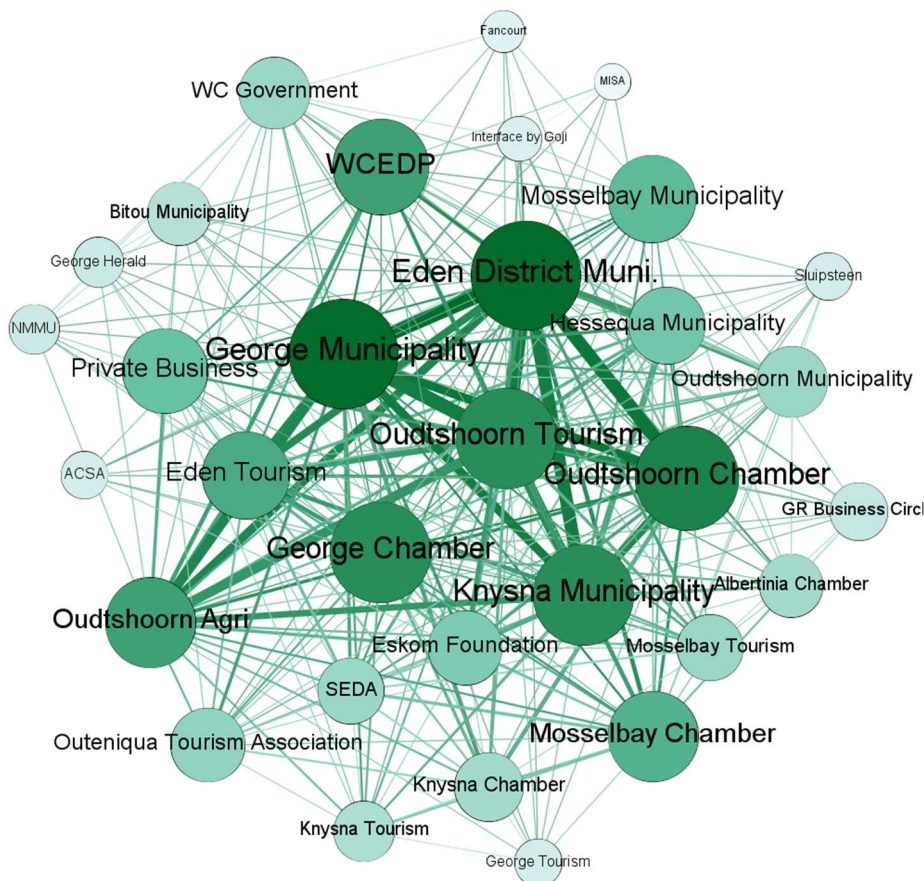 Fancourt
MISA
WC Government
Interface by Goji
WCEDP
Mosselbay Municipality
Bitou Municipality
George Herald
Eden District Muni.
Sluipsteen
NMMU
Hessequa Municipality
George Municipality
Private Business
Oudtshoorn Municipality
Oudtshoorn Tourism
ACSA
Eden Tourism
Oudtshoorn Chamber
GR Business Circl
George Chamber
Albertinia Chamber
Knysna Municipality
Oudtshoorn Agri
Eskom Foundation
Mosselbay Tourism
SEDA
Mosselbay Chamber
Outeniqua Tourism Association
Knysna Chamber
Knysna Tourism
George Tourism